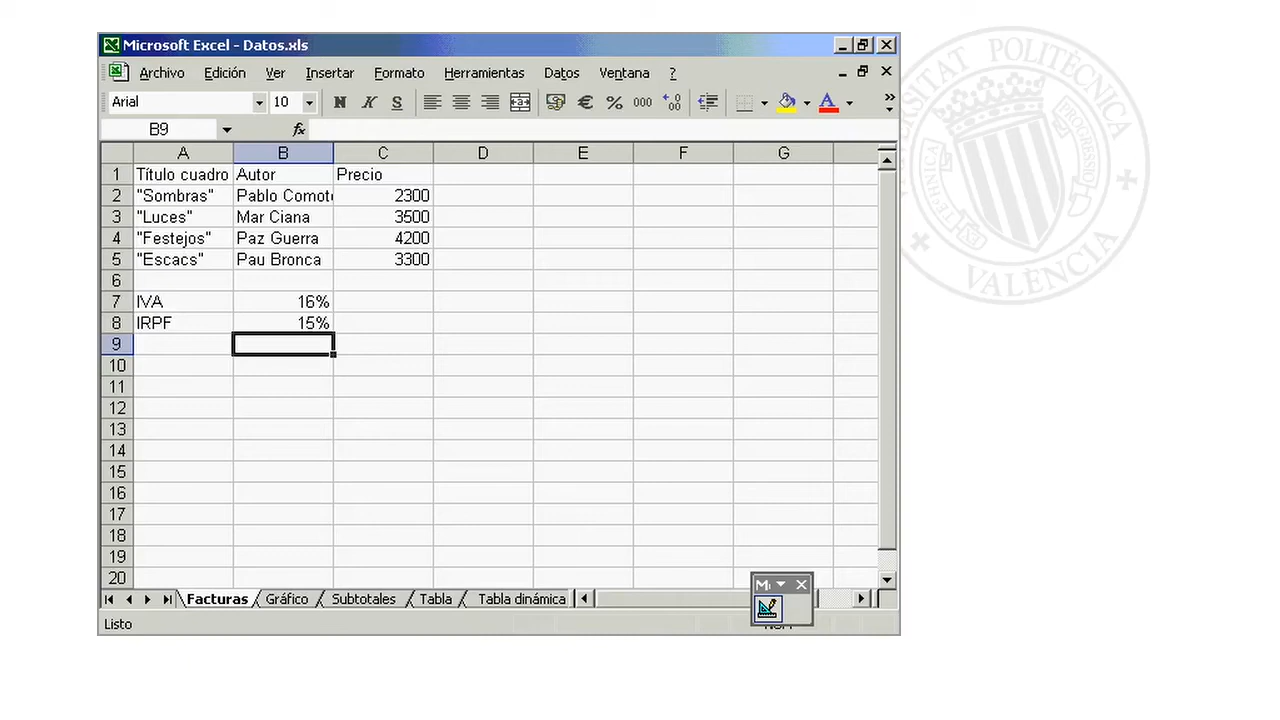 Microsoft Excel - Datos.xls
Archivo Edición Ver Insertar Formato Herramientas Datos Ventana ?
Arial 10 N K S € % 000
B9 fx
A B C D E F G
1 Título cuadro Autor Precio
2 "Sombras" Pablo Comot 2300
3 "Luces" Mar Ciana 3500
4 "Festejos" Paz Guerra 4200
5 "Escacs" Pau Bronca 3300
6
7 IVA 16%
8 IRPF 15%
9
10
11
12
13
14
15
16
17
18
19
20
Facturas Gráfico Subtotales Tabla Tabla dinámica
Listo
UNIVERSITAT POLITÈCNICA
DE VALÈNCIA